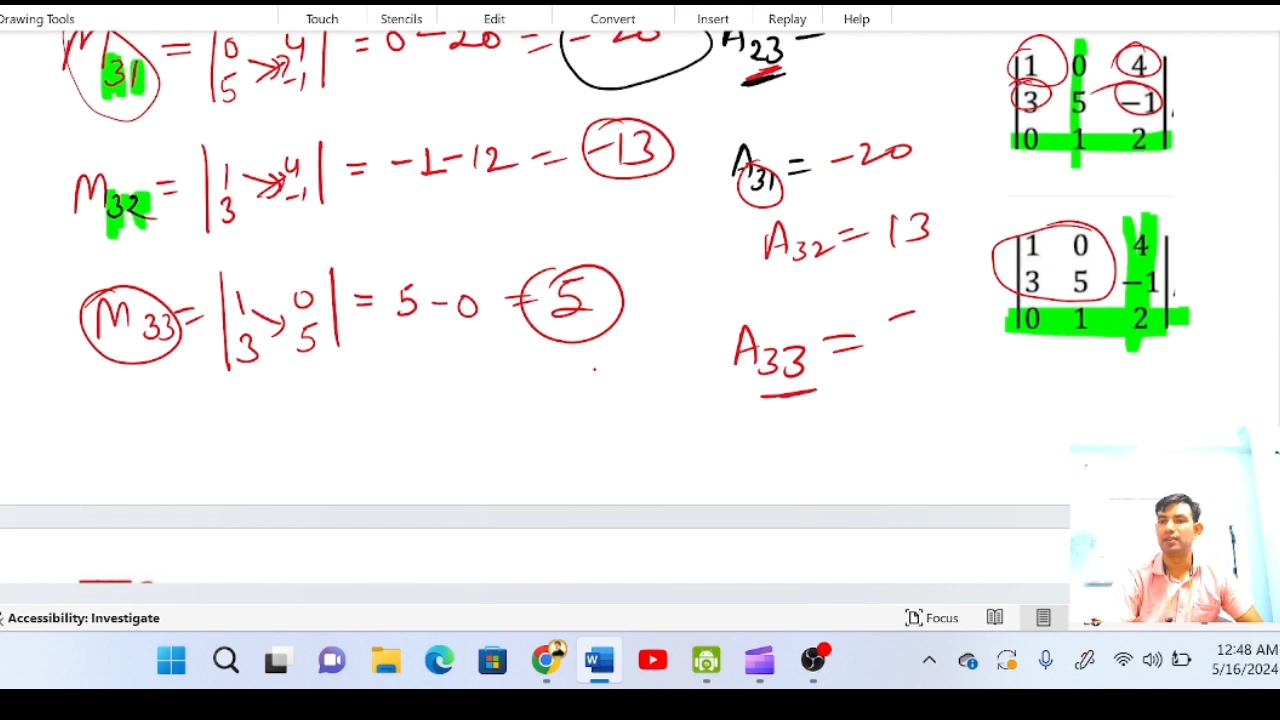 Drawing Tools Touch Stencils Edit Convert Insert Replay Help
M31 = |0 4| = 0 - 20 = -20
|5 -1|
A23 =
M32 = |1 4| = -1 - 12 = -13
|3 -1|
A31 = -20
A32 = 13
M33 = |1 0| = 5 - 0 = 5
|3 5|
A33 =
|1 0 4|
|3 5 -1|.
|0 1 2|
|1 0 4|
|3 5 -1|.
|0 1 2|
Accessibility: Investigate Focus
12:48 AM
5/16/2024